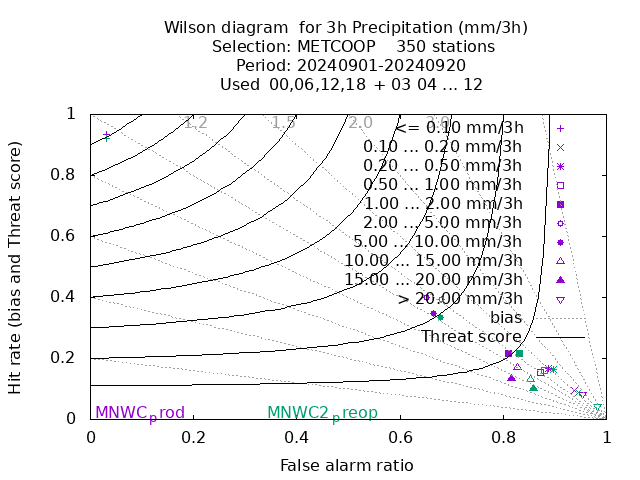 Wilson diagram  for 3h Precipitation (mm/3h)
Selection: METCOOP    350 stations
Period: 20240901-20240920
Used  00,06,12,18  + 03 04 ... 12
1.2 1.5 2.0 3.0
<= 0.10 mm/3h
0.10 ... 0.20 mm/3h
0.20 ... 0.50 mm/3h
0.50 ... 1.00 mm/3h
1.00 ... 2.00 mm/3h
2.00 ... 5.00 mm/3h
5.00 ... 10.00 mm/3h
10.00 ... 15.00 mm/3h
15.00 ... 20.00 mm/3h
> 20.00 mm/3h
bias
Threat score
Hit rate (bias and Threat score)
1
0.8
0.6
0.4
0.2
0
MNWCprod MNWC2preop
0 0.2 0.4 0.6 0.8 1
False alarm ratio